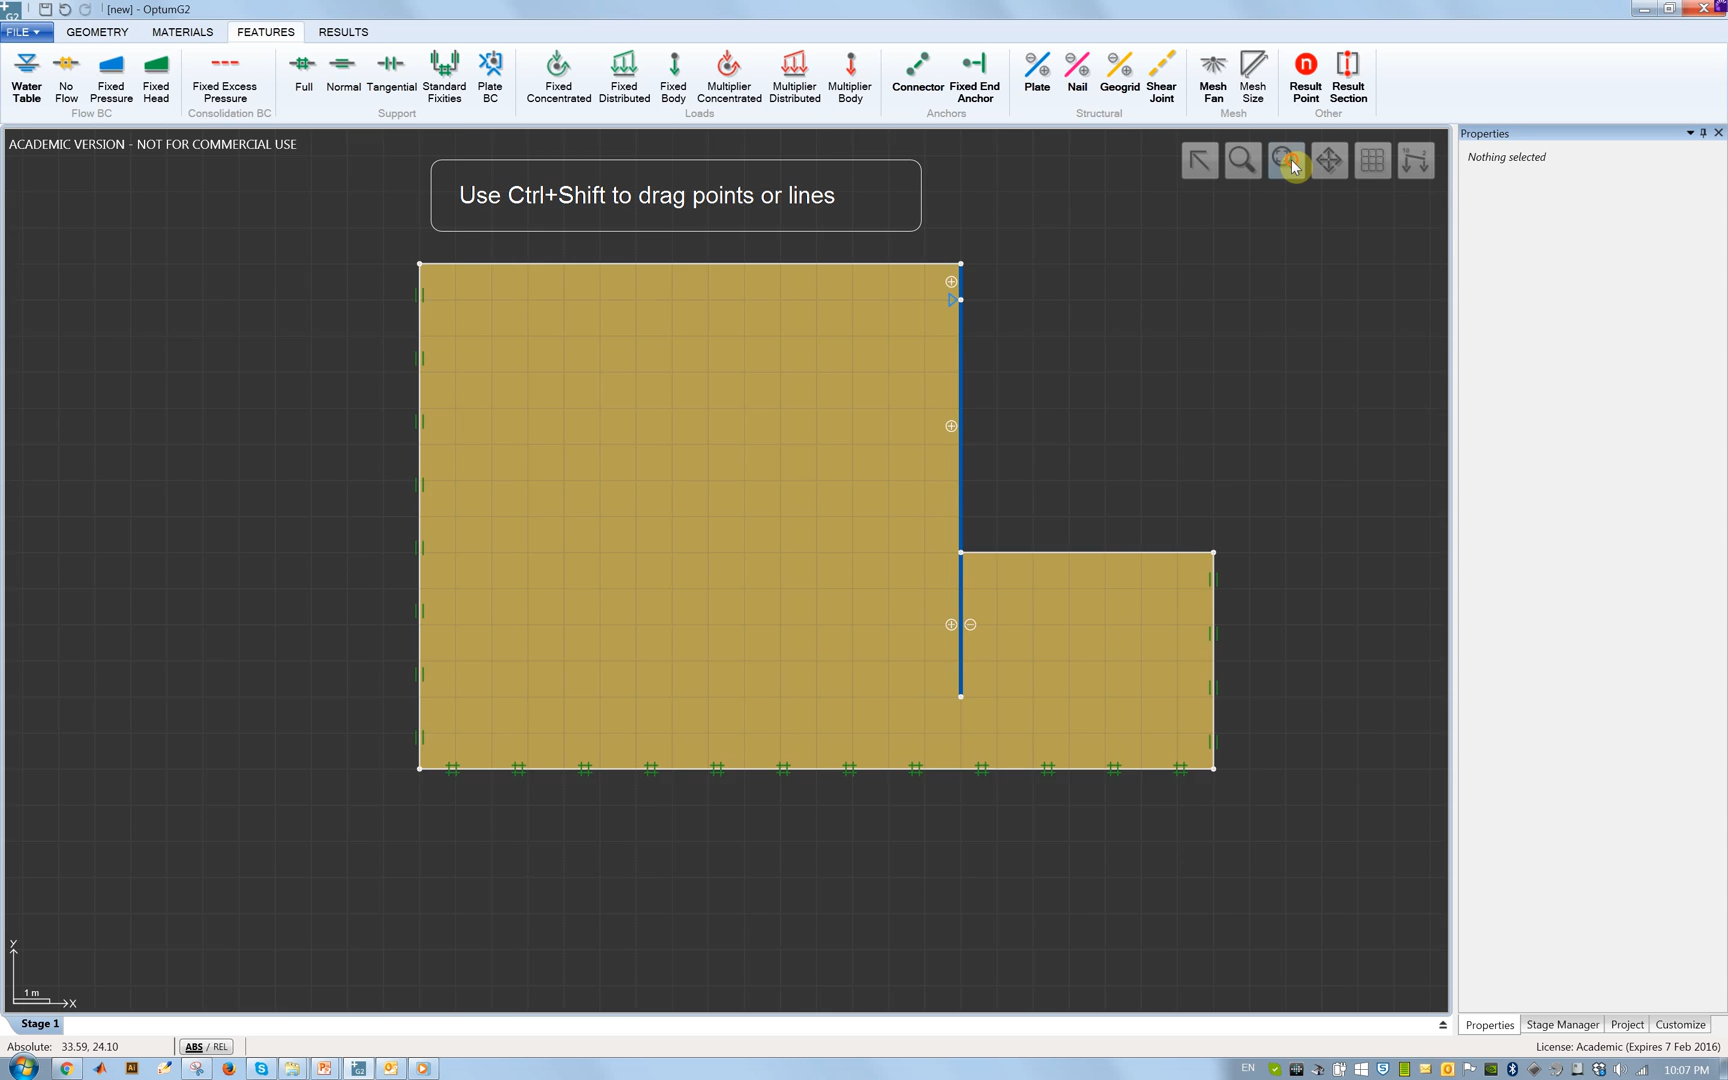 [new] - OptumG2
FILE GEOMETRY MATERIALS FEATURES RESULTS
Water Table
No Flow
Fixed Pressure
Fixed Head
Flow BC
Fixed Excess Pressure
Consolidation BC
Full
Normal
Tangential
Standard Fixities
Plate BC
Support
Fixed Concentrated
Fixed Distributed
Fixed Body
Multiplier Concentrated
Multiplier Distributed
Multiplier Body
Loads
Connector
Fixed End Anchor
Anchors
Plate
Nail
Geogrid
Shear Joint
Structural
Mesh Fan
Mesh Size
Mesh
Result Point
Result Section
Other
ACADEMIC VERSION - NOT FOR COMMERCIAL USE
Use Ctrl+Shift to drag points or lines
Properties
Nothing selected
Y
1 m
X
Stage 1
Properties Stage Manager Project Customize
Absolute: 33.59, 24.10
ABS / REL
License: Academic (Expires 7 Feb 2016)
EN
10:07 PM